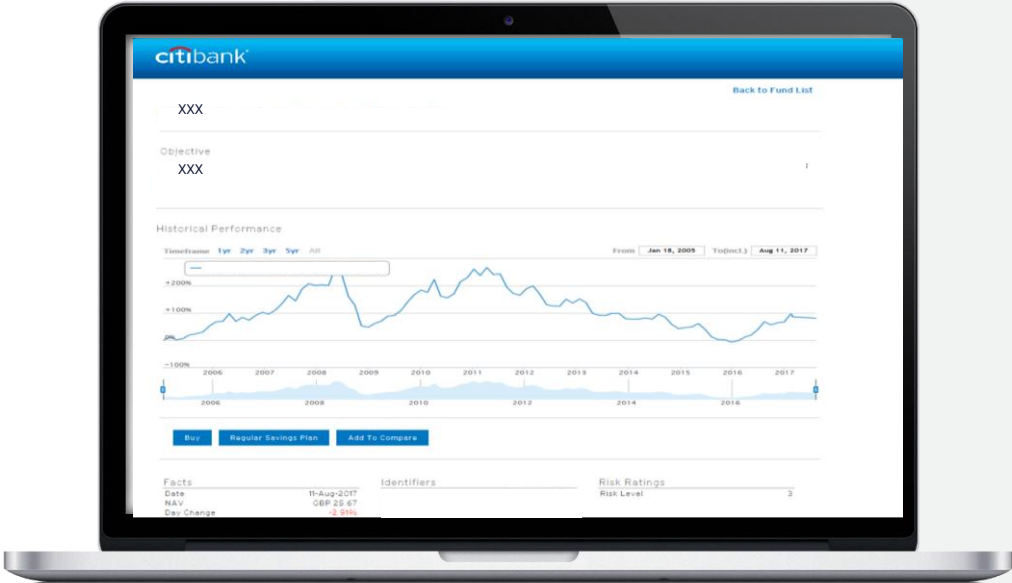 citibank
Back to Fund List
XXX
Objective
XXX
Historical Performance
Timeframe 1yr 2yr 3yr 5yr All From Jan 18, 2005 To(incl.) Aug 11, 2017
+200%
+100%
0%
-100%
2006 2007 2008 2009 2010 2011 2012 2013 2014 2015 2016 2017
2006 2008 2010 2012 2014 2016
Buy Regular Savings Plan Add To Compare
Facts Identifiers Risk Ratings
Date 11-Aug-2017 Risk Level 3
NAV GBP 25.67
Day Change -2.91%